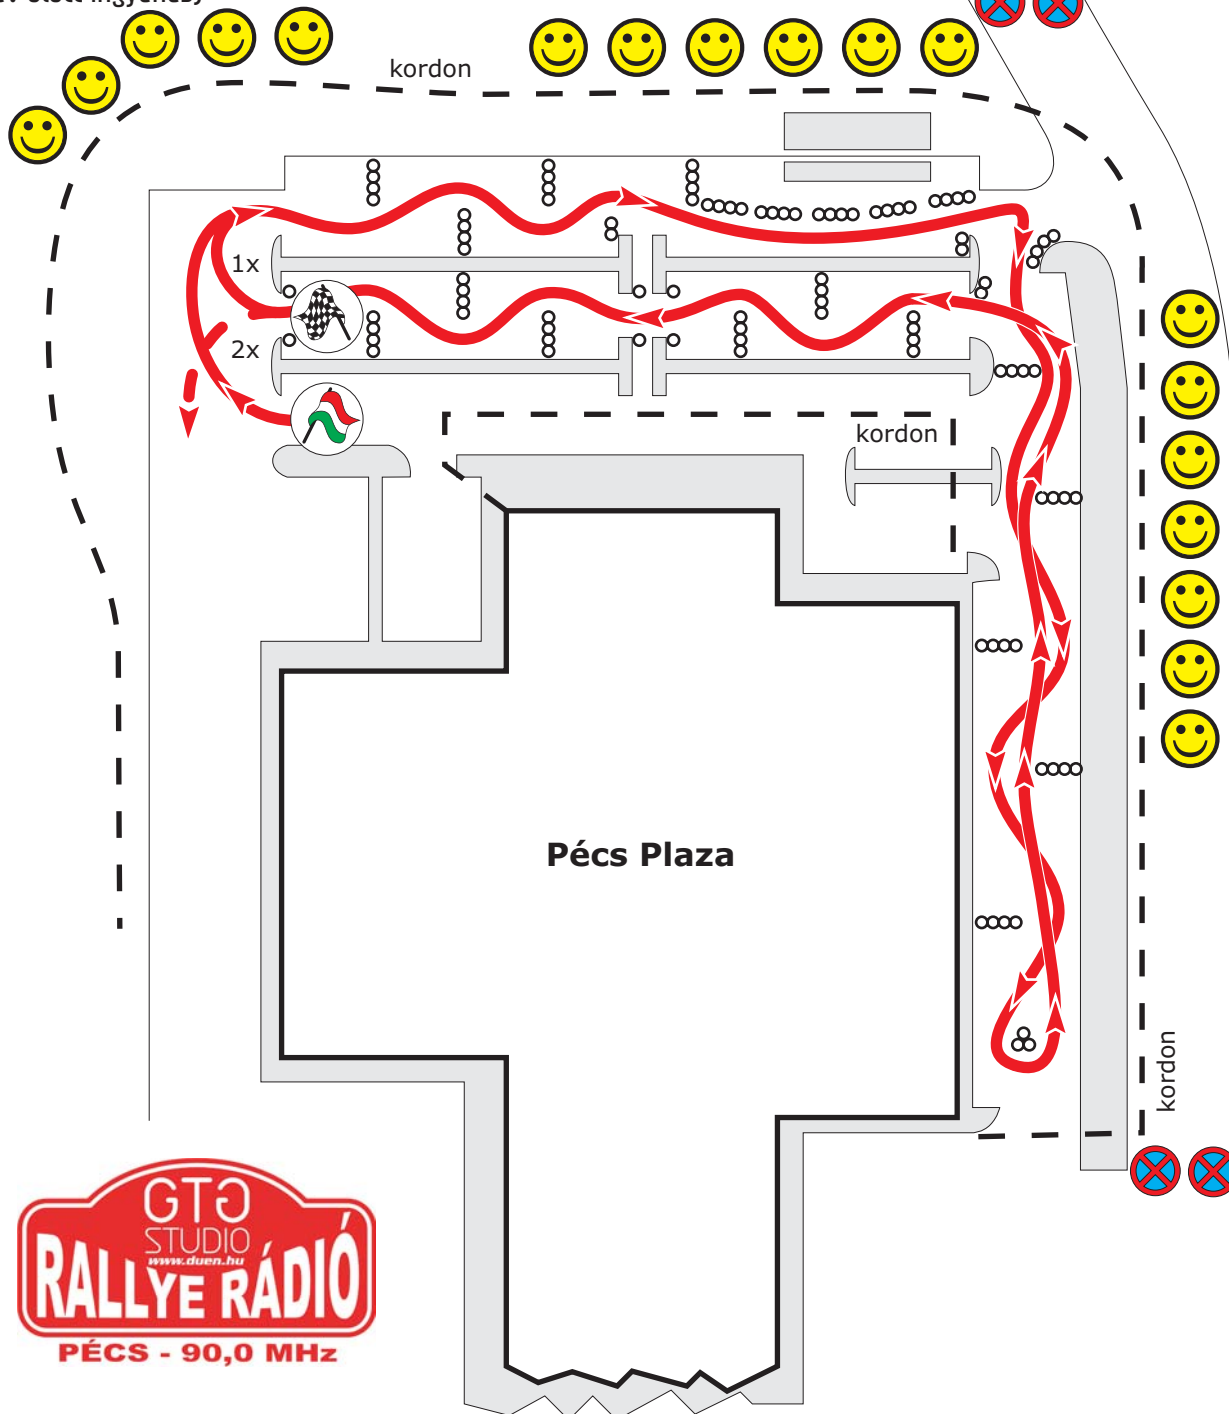 kordon
1x
2x
kordon
Pécs Plaza
kordon
GTG
STUDIO
www.duen.hu
RALLYE RÁDIÓ
PÉCS - 90,0 MHz